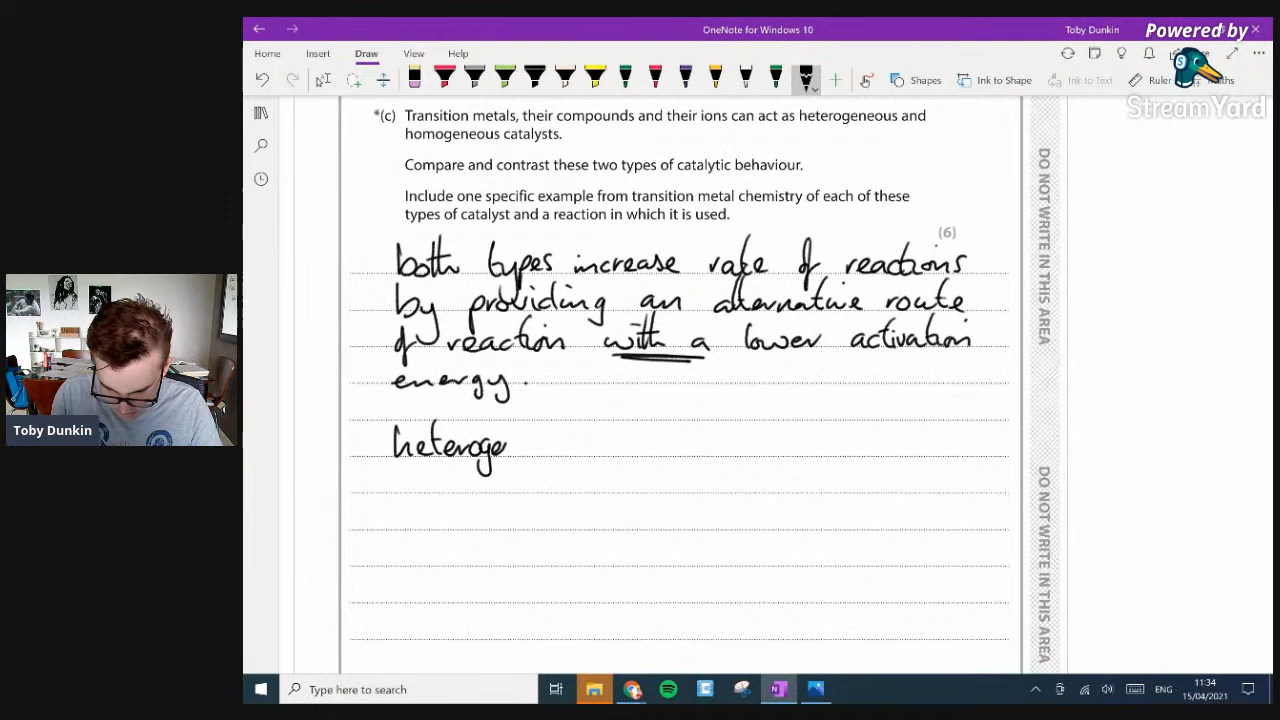 OneNote for Windows 10
Toby Dunkin
Powered by
StreamYard
Home Insert Draw View Help
Shapes Ink to Shape Ink to Text Ruler
*(c) Transition metals, their compounds and their ions can act as heterogeneous and
homogeneous catalysts.
Compare and contrast these two types of catalytic behaviour.
Include one specific example from transition metal chemistry of each of these
types of catalyst and a reaction in which it is used.
(6)
both types increase rate of reactions
by providing an alternative route
of reaction with a lower activation
energy.
heteroge
DO NOT WRITE IN THIS AREA
DO NOT WRITE IN THIS AREA
Toby Dunkin
Type here to search
ENG
11:34
15/04/2021